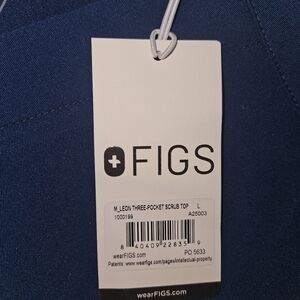 FIGS
M_LEON THREE-POCKET SCRUB TOP L
1000199 A25003
8 40409 22835 9
wearFIGS.com PO 5633
Patents: www.wearfigs.com/pages/intellectual-property
wearFIGS.com